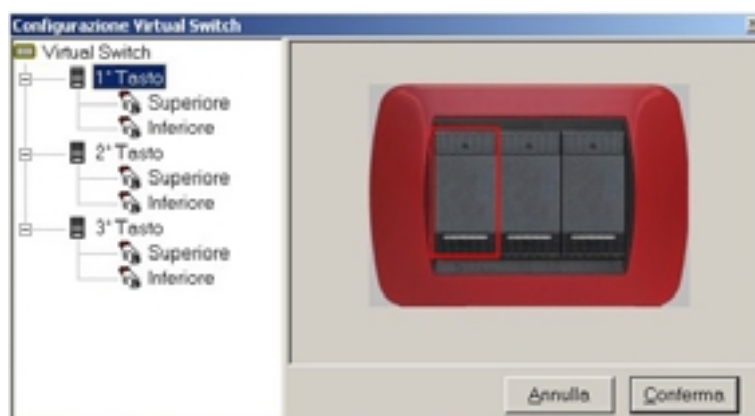 Configurazione Virtual Switch
Virtual Switch
1° Tasto
Superiore
Inferiore
2° Tasto
Superiore
Inferiore
3° Tasto
Superiore
Inferiore
Annulla Conferma